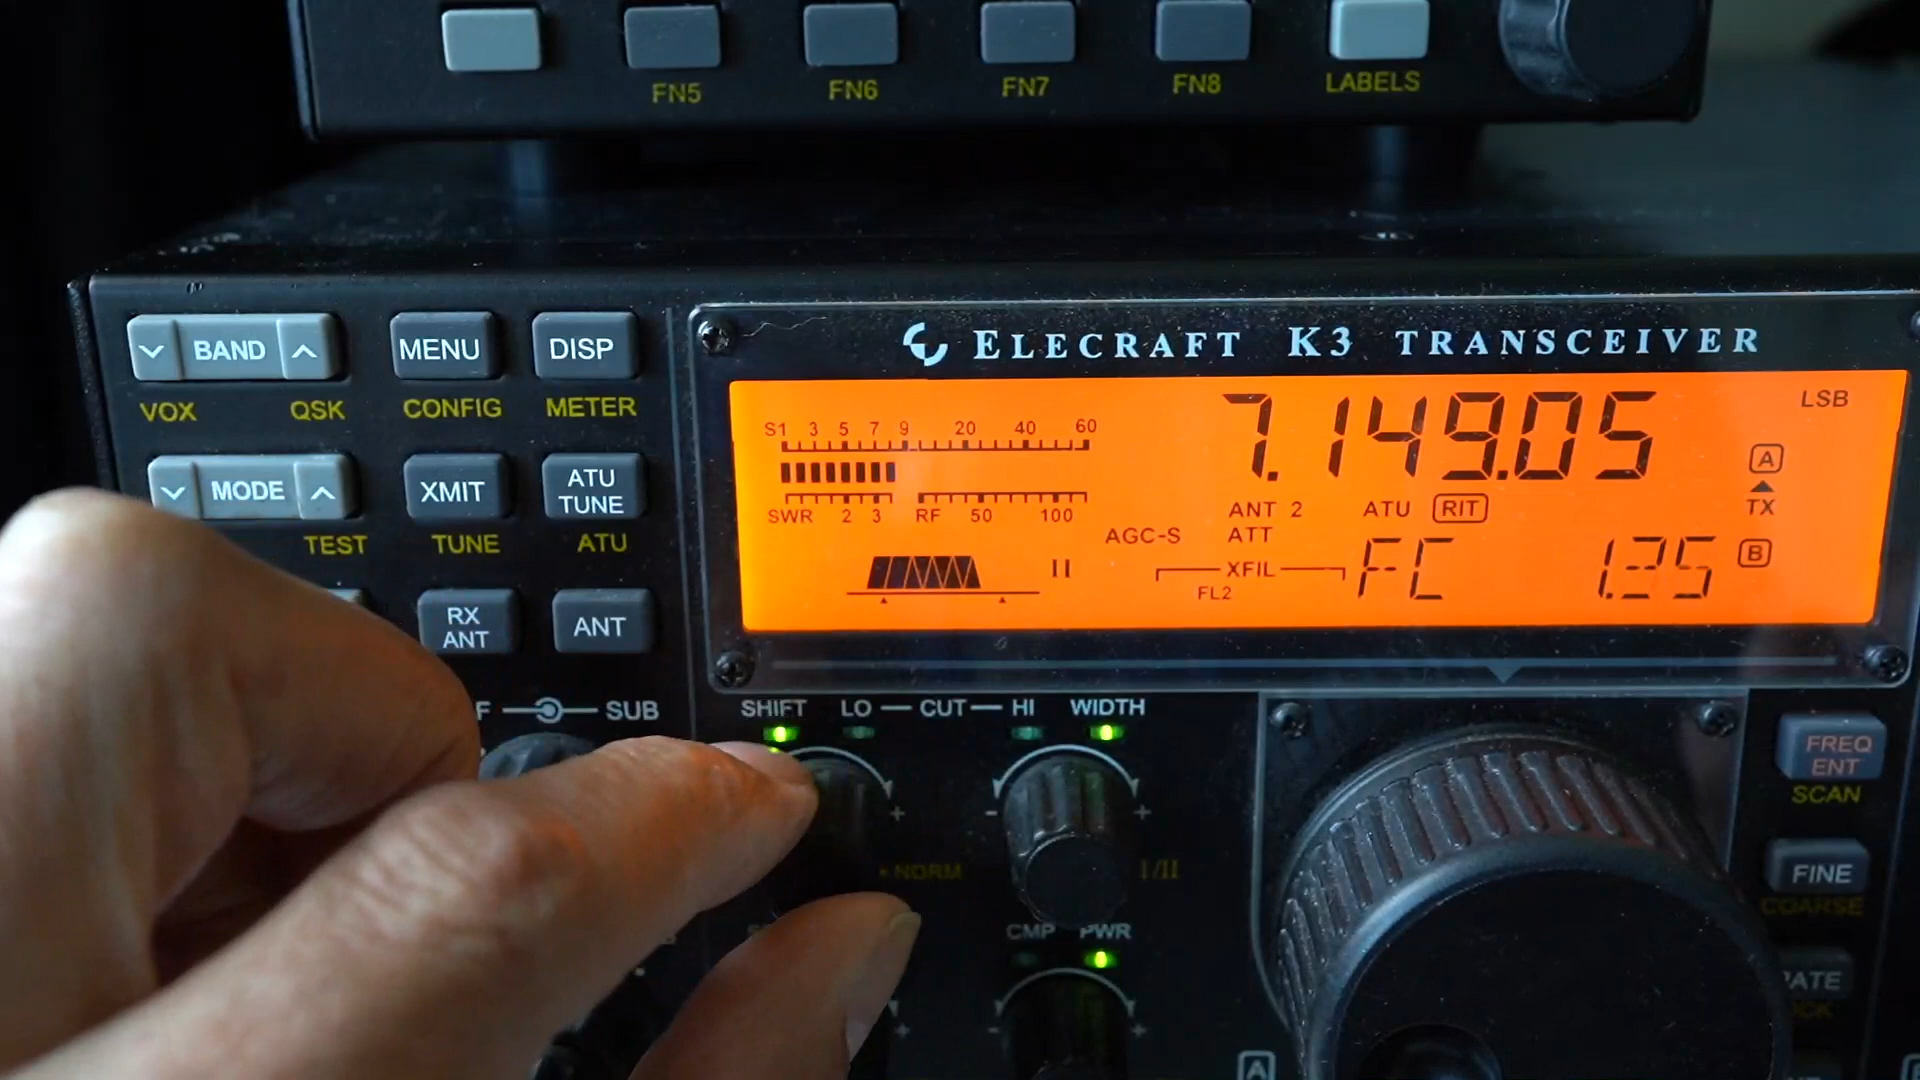 FN5 FN6 FN7 FN8 LABELS
ELECRAFT K3 TRANSCEIVER
BAND MENU DISP
VOX QSK CONFIG METER
MODE XMIT ATU TUNE
TEST TUNE ATU
RX ANT ANT
SUB
S1 3 5 7 9 20 40 60
SWR 2 3 RF 50 100
7.149.05 LSB
A
TX
ANT 2 ATU RIT
AGC-S ATT
XFIL
FL2
FC 1.25 B
II
SHIFT LO CUT HI WIDTH
- + - +
NORM I/II
CMP PWR
- +
+
FREQ ENT
SCAN
FINE
COARSE
A